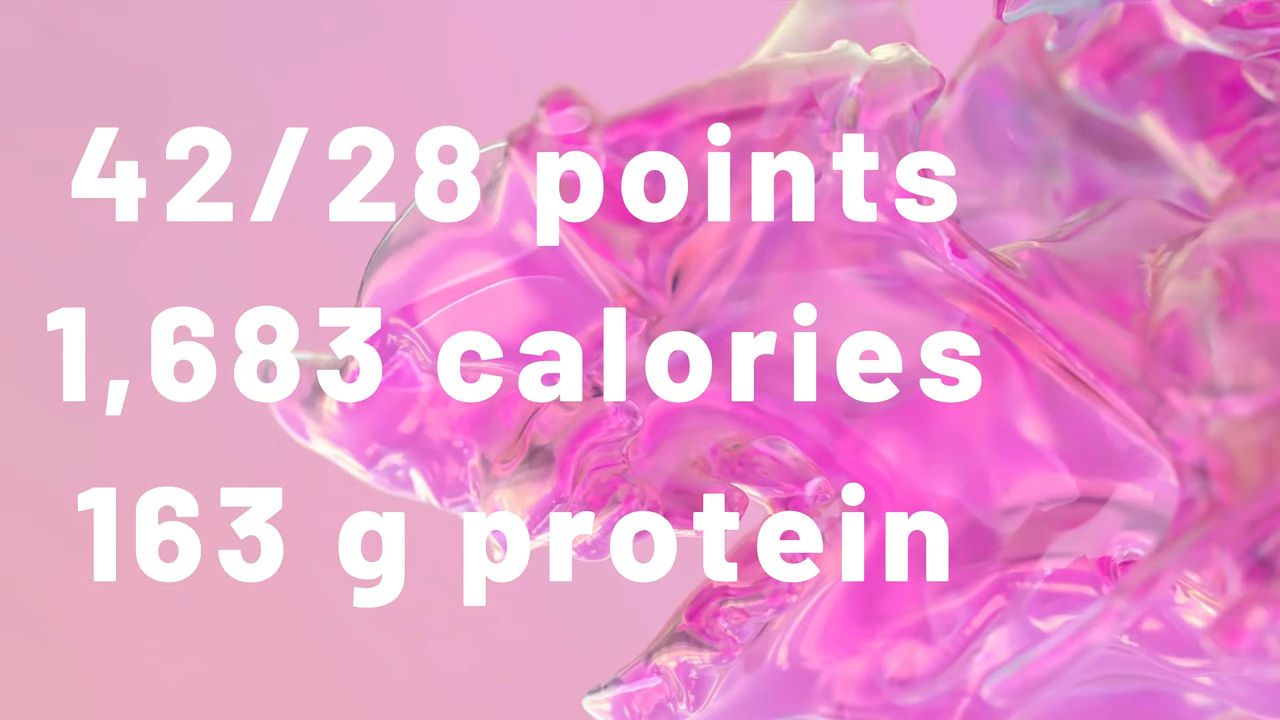 42/28 points
1,683 calories
163 g protein